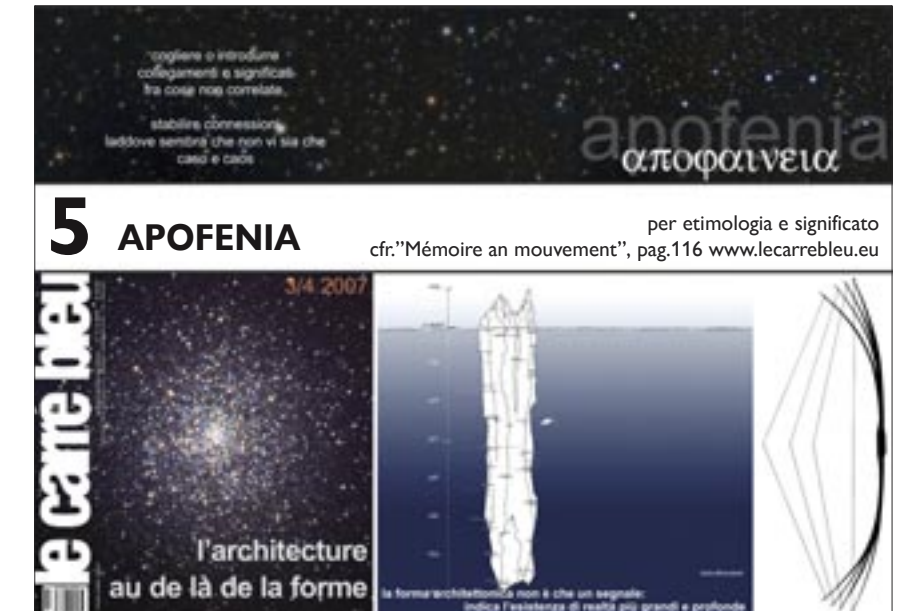 cogliere o introdurre
collegamenti e significati
fra cose non correlate.
stabilire connessioni
laddove sembra che non vi sia che
caso e caos
apofenia
αποφαινεια
5 APOFENIA
per etimologia e significato
cfr."Mémoire an mouvement", pag.116 www.lecarrebleu.eu
le carré bleu
3/4 2007
l'architecture
au de là de la forme
la forma architettonica non è che un segnale:
indica l'esistenza di realtà più grandi e profonde